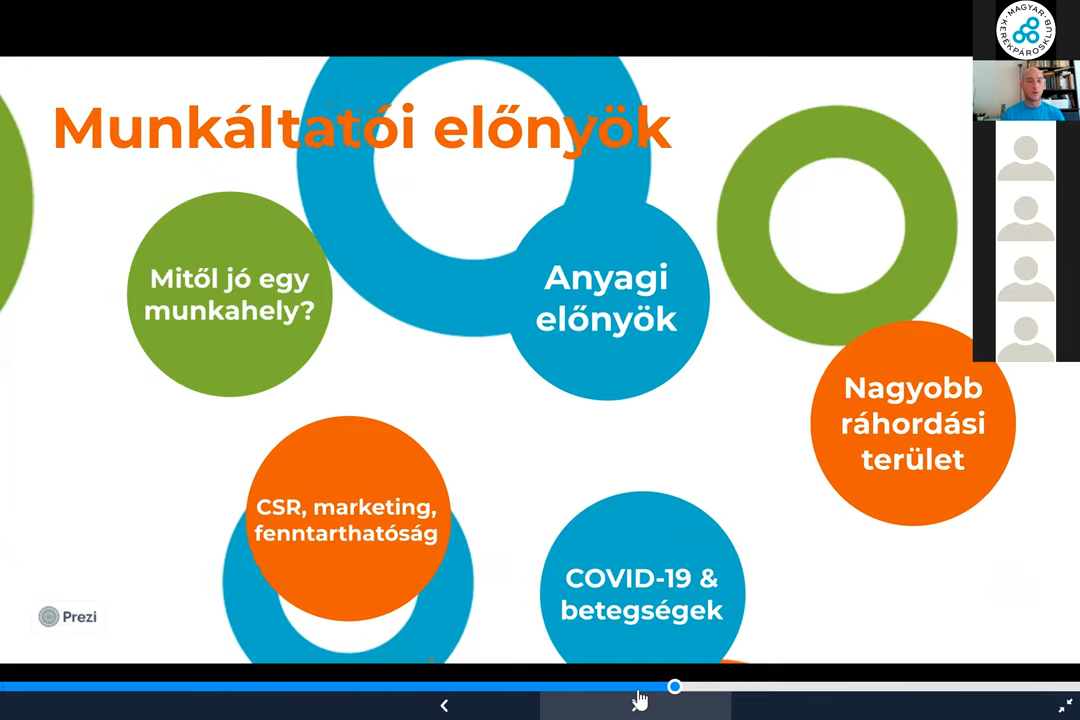 MAGYAR
KERÉKPÁROSKLUB
Munkáltatói előnyök
Mitől jó egy
munkahely?
Anyagi
előnyök
Nagyobb
ráhordási
terület
CSR, marketing,
fenntarthatóság
COVID-19 &
betegségek
Prezi